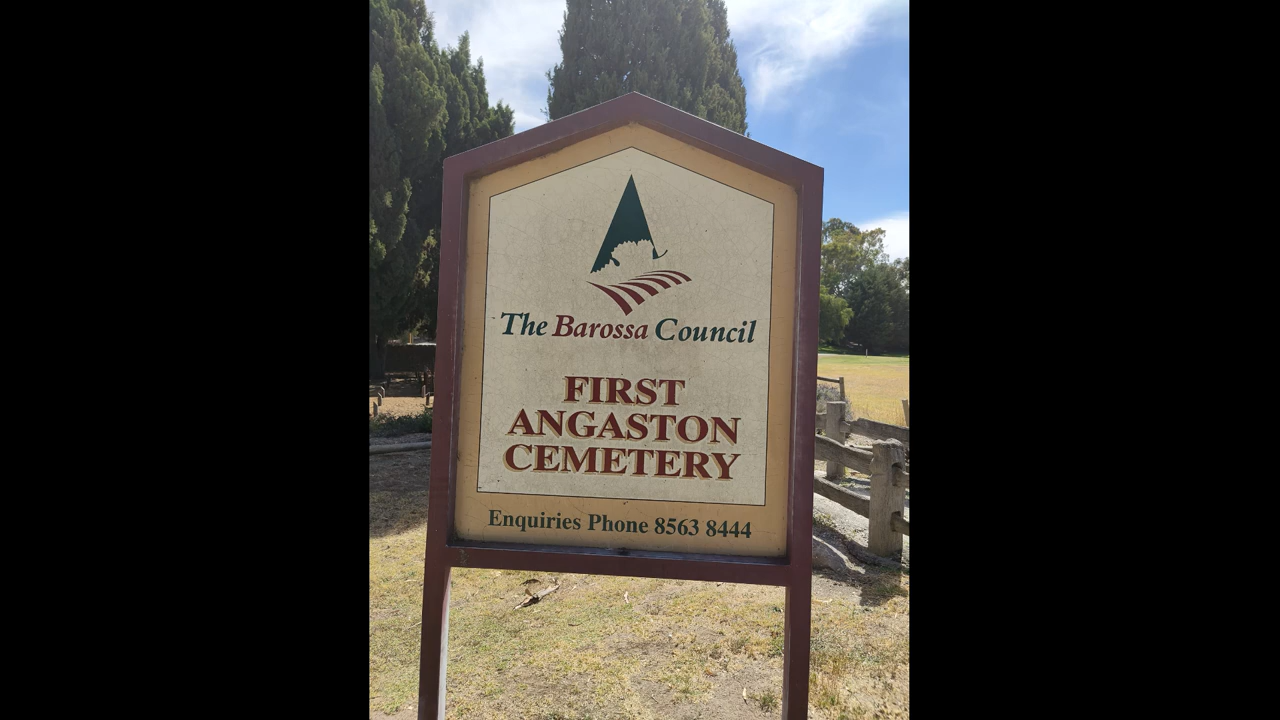 The Barossa Council
FIRST
ANGASTON
CEMETERY
Enquiries Phone 8563 8444